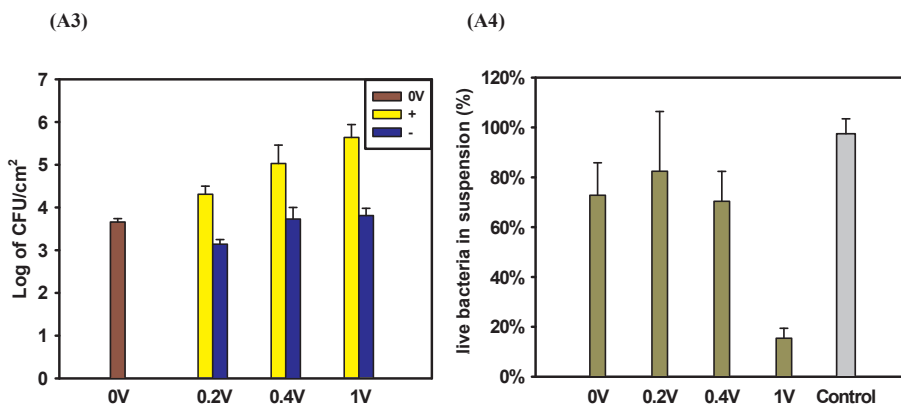 (A3)
7
6
5
4
3
2
1
0
Log of CFU/cm²
0V
+
-
0V
0.2V
0.4V
1V
(A4)
120%
100%
80%
60%
40%
20%
0%
live bacteria in suspension (%)
0V
0.2V
0.4V
1V
Control